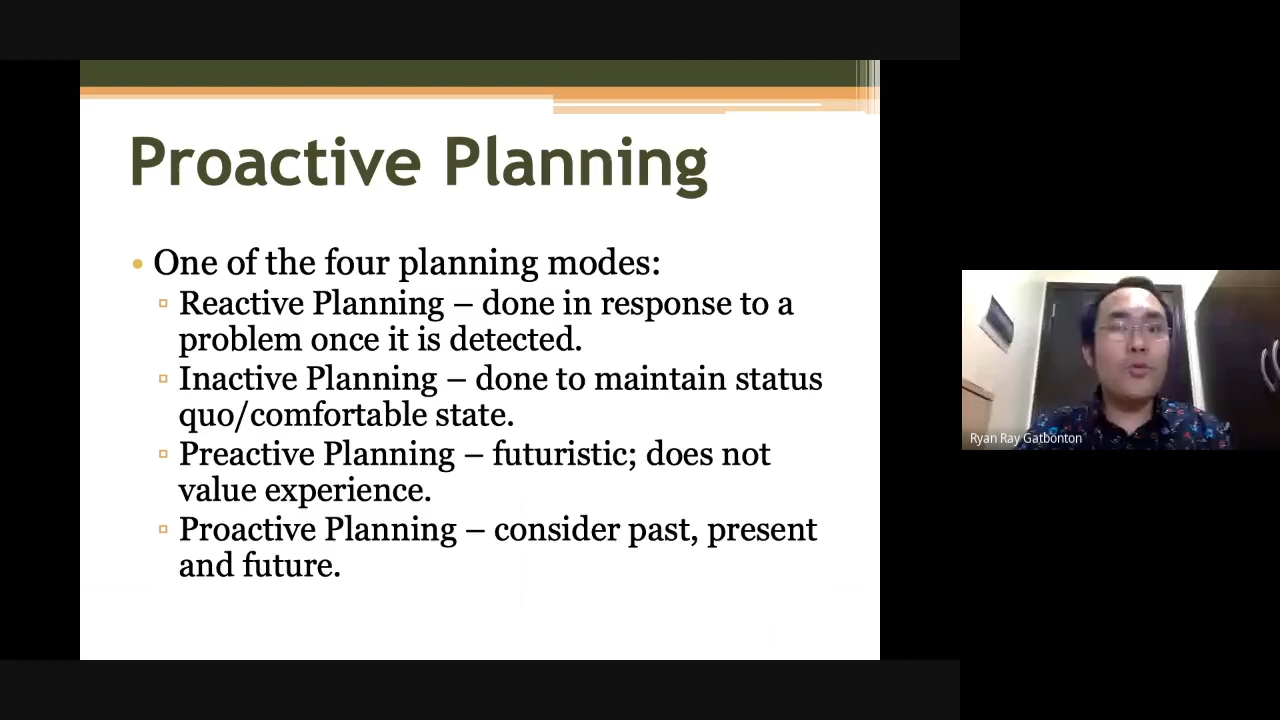 Proactive Planning
• One of the four planning modes:
▫ Reactive Planning – done in response to a
problem once it is detected.
▫ Inactive Planning – done to maintain status
quo/comfortable state.
▫ Preactive Planning – futuristic; does not
value experience.
▫ Proactive Planning – consider past, present
and future.
Ryan Ray Gatbonton